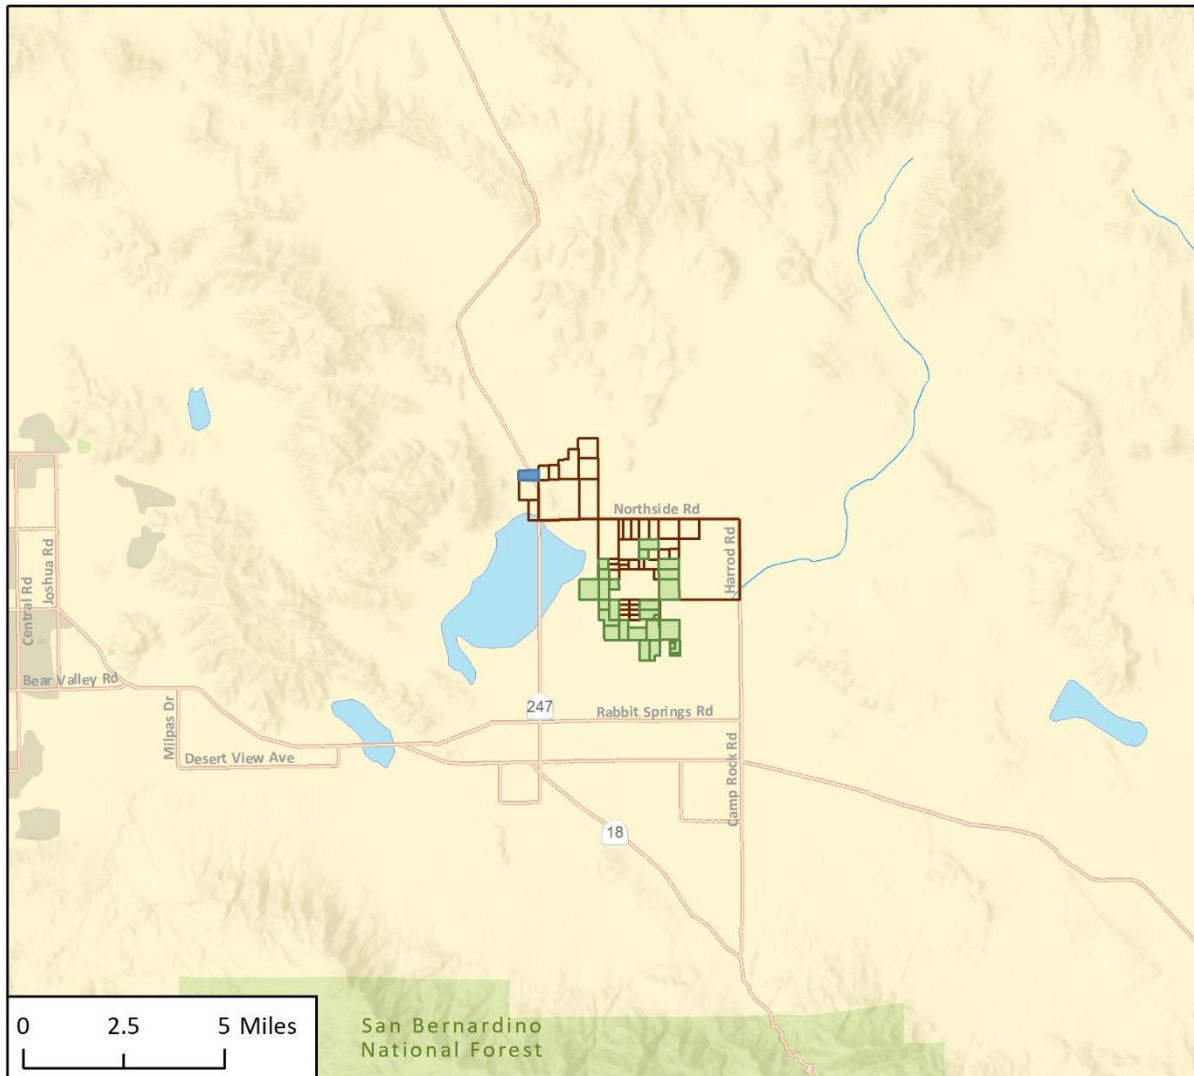 Northside Rd
Harrod Rd
Joshua Rd
Central Rd
Bear Valley Rd
Milpas Dr
Desert View Ave
247
Rabbit Springs Rd
Camp Rock Rd
18
0 2.5 5 Miles
San Bernardino
National Forest